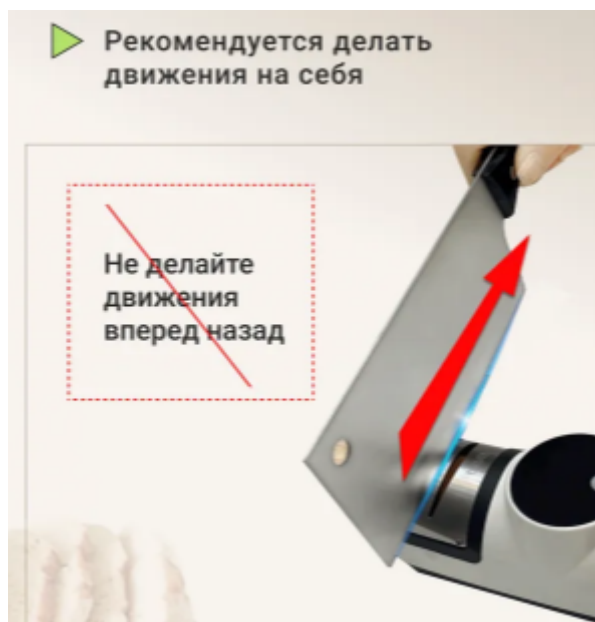 Рекомендуется делать
движения на себя
Не делайте
движения
вперед назад